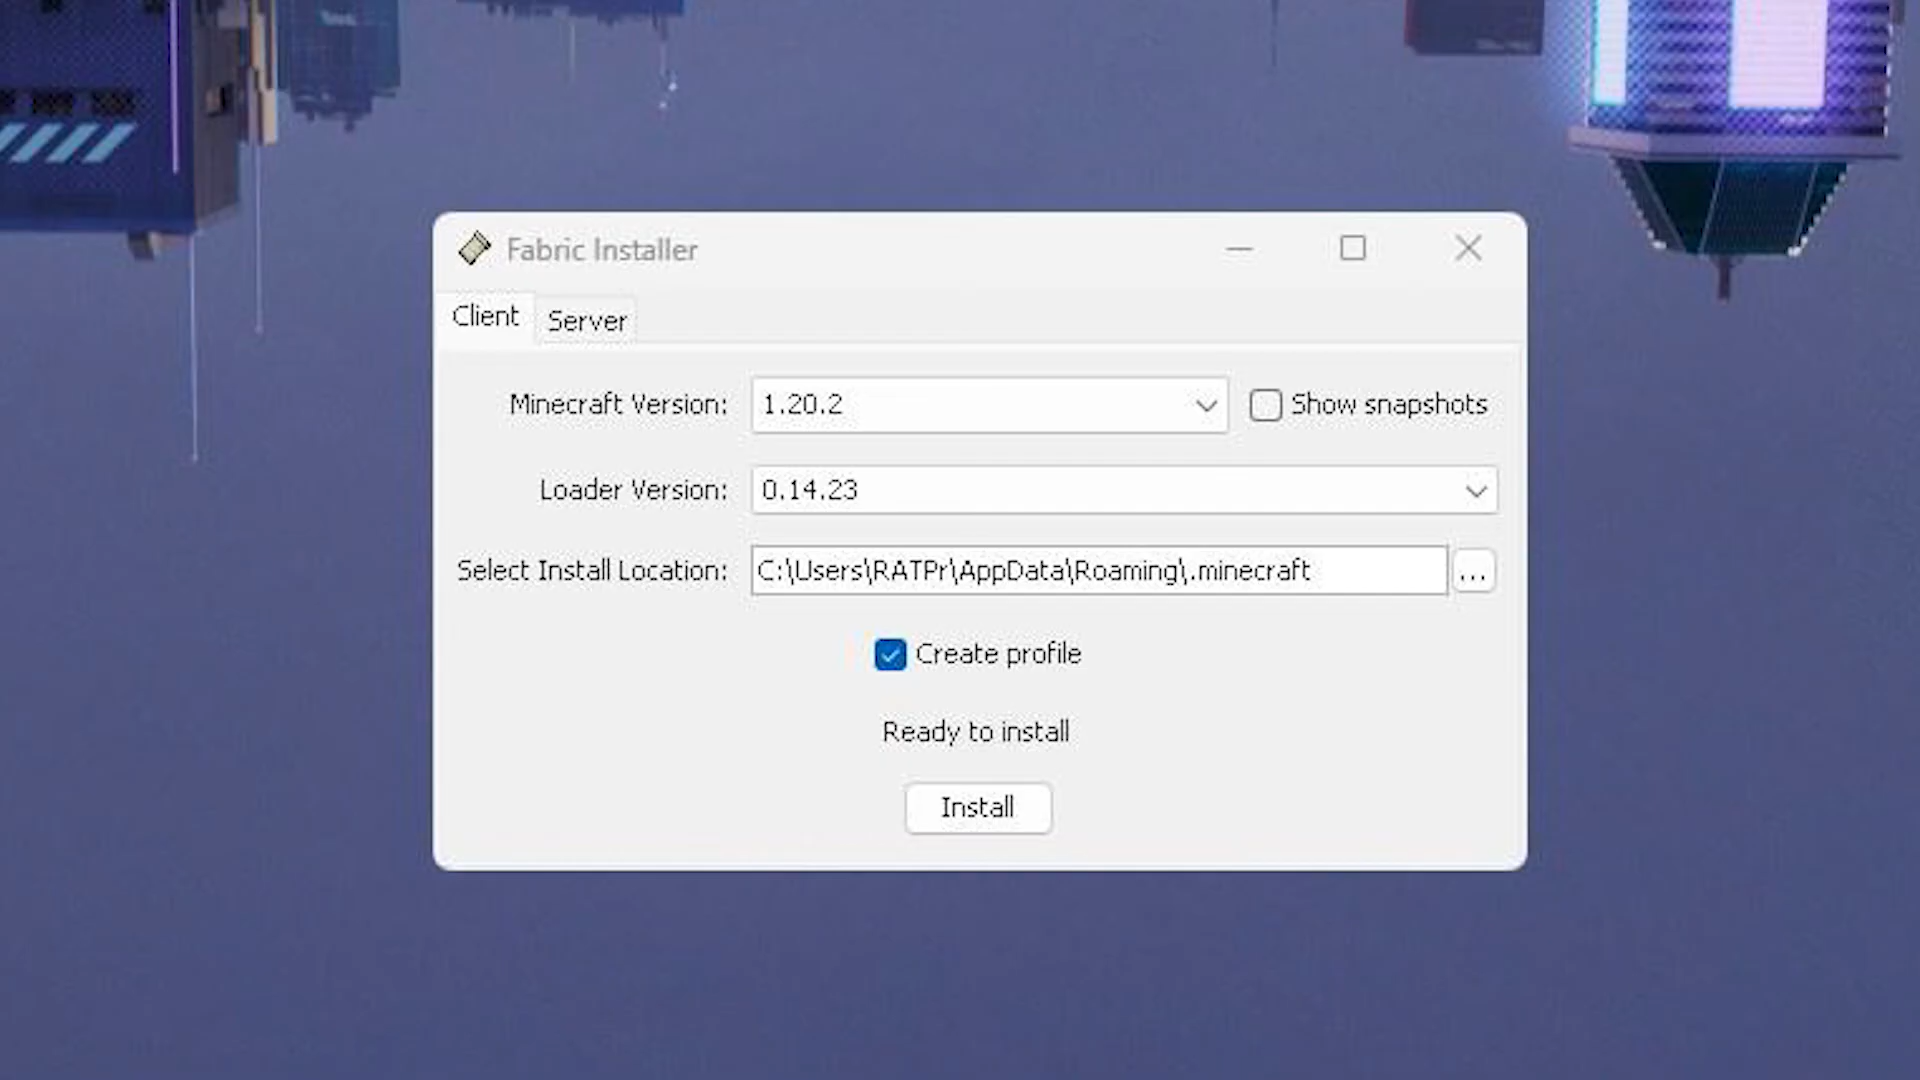 Fabric Installer
Client Server
Minecraft Version: 1.20.2 Show snapshots
Loader Version: 0.14.23
Select Install Location: C:\Users\RATPr\AppData\Roaming\.minecraft ...
Create profile
Ready to install
Install